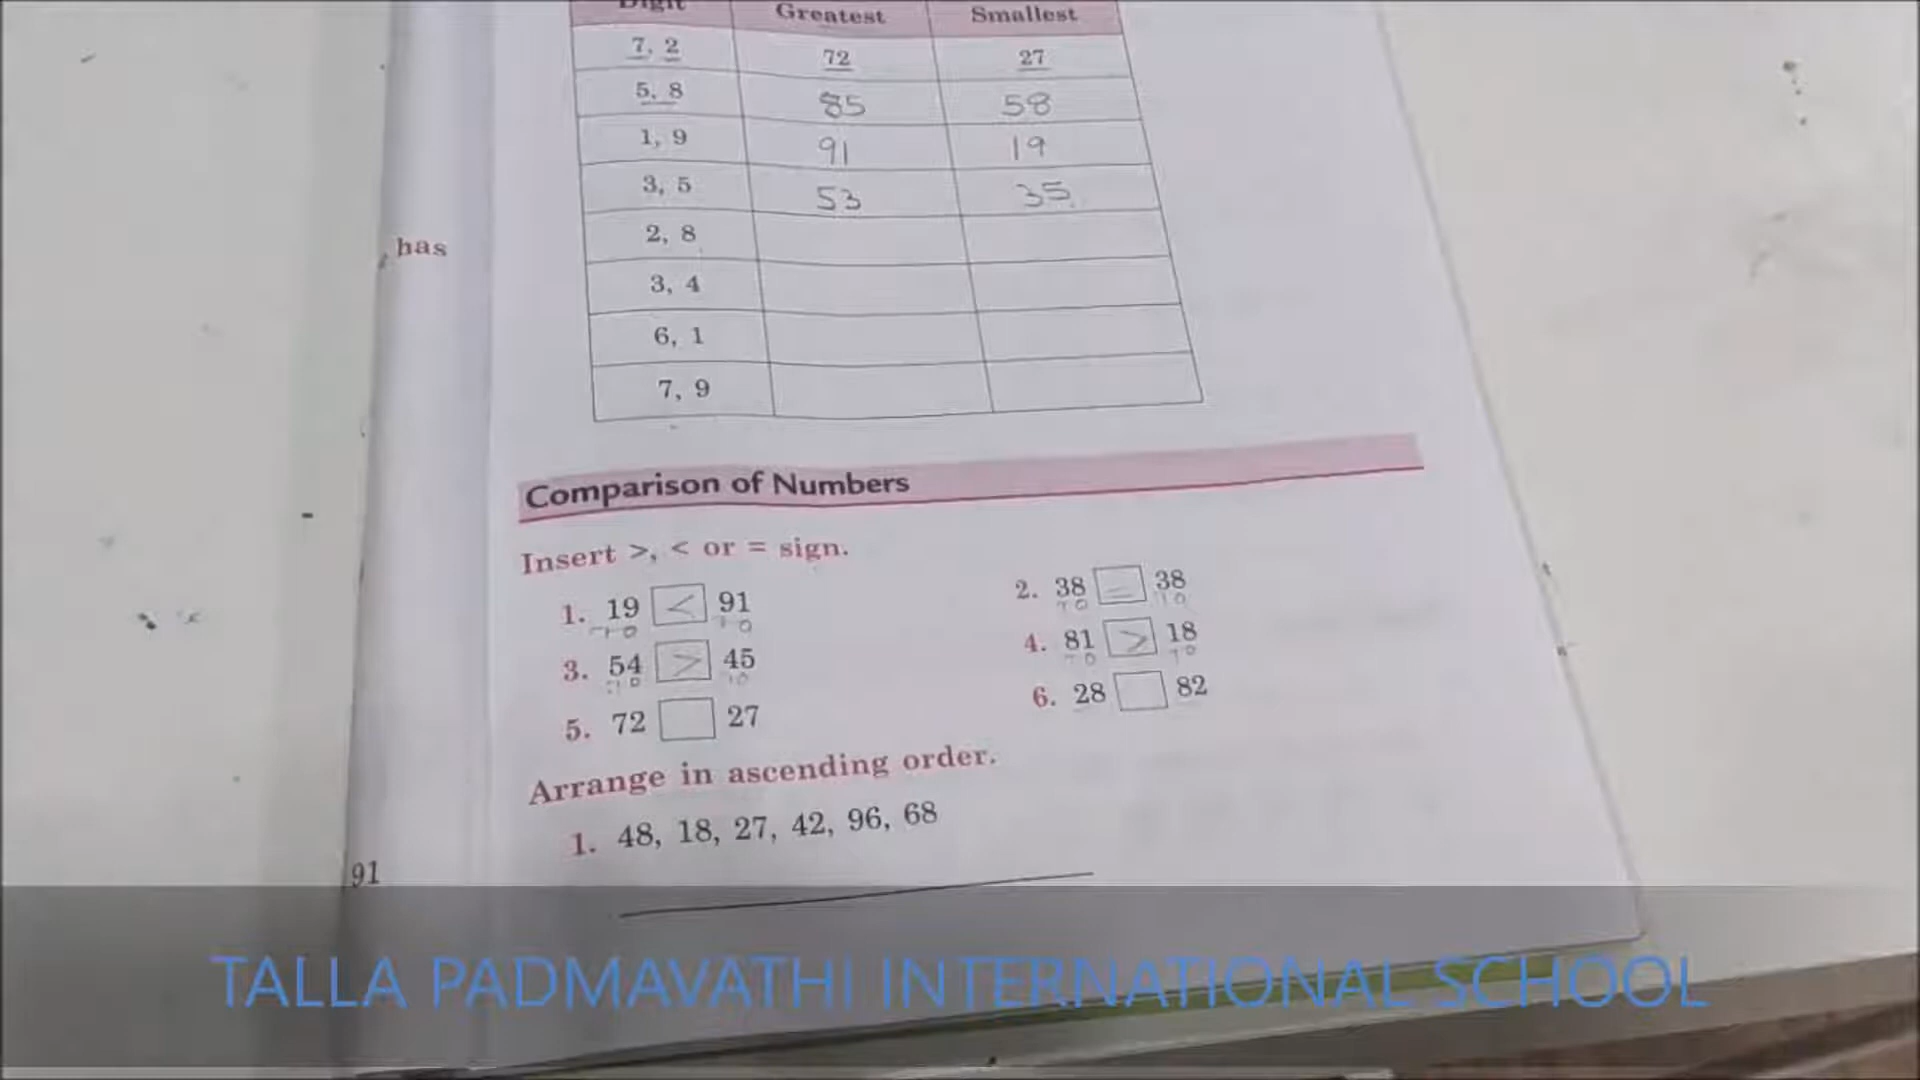 Digit Greatest Smallest
7, 2 72 27
5, 8 85 58
1, 9 91 19
3, 5 53 35
2, 8
3, 4
6, 1
7, 9
has
Comparison of Numbers
Insert >, < or = sign.
1. 19 < 91 2. 38 = 38
T O T O T O T O
3. 54 > 45 4. 81 > 18
T O T O T O T O
5. 72 27 6. 28 82
Arrange in ascending order.
1. 48, 18, 27, 42, 96, 68
91
TALLA PADMAVATHI INTERNATIONAL SCHOOL